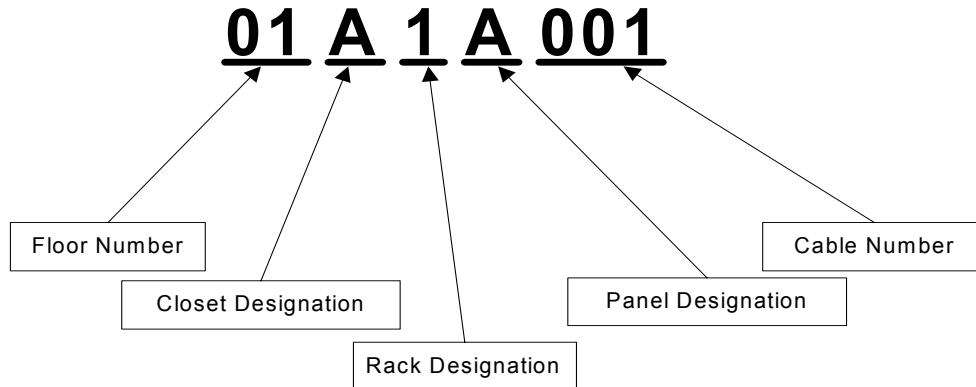 01 A 1 A 001
Floor Number
Cable Number
Closet Designation
Panel Designation
Rack Designation